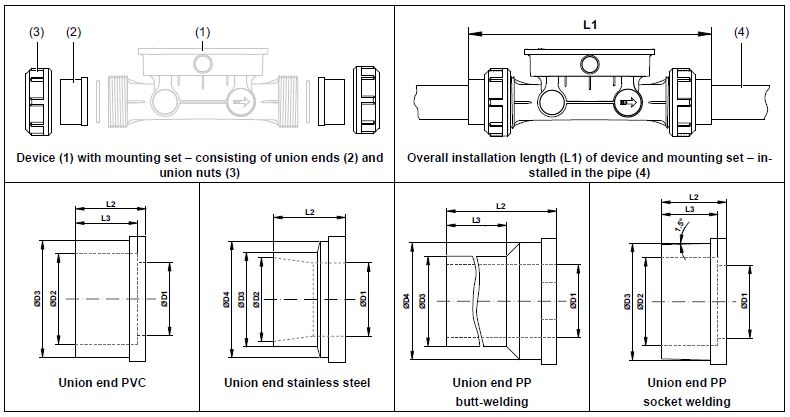 (3)
(2)
(1)
Device (1) with mounting set – consisting of union ends (2) and
union nuts (3)
L1
(4)
Overall installation length (L1) of device and mounting set – in-
stalled in the pipe (4)
L2
L3
ØD3
ØD2
ØD1
Union end PVC
L2
ØD4
ØD3
ØD2
ØD1
Union end stainless steel
L2
L3
ØD4
ØD3
ØD1
Union end PP
butt-welding
L2
L3
1.5°
ØD3
ØD2
ØD1
Union end PP
socket welding